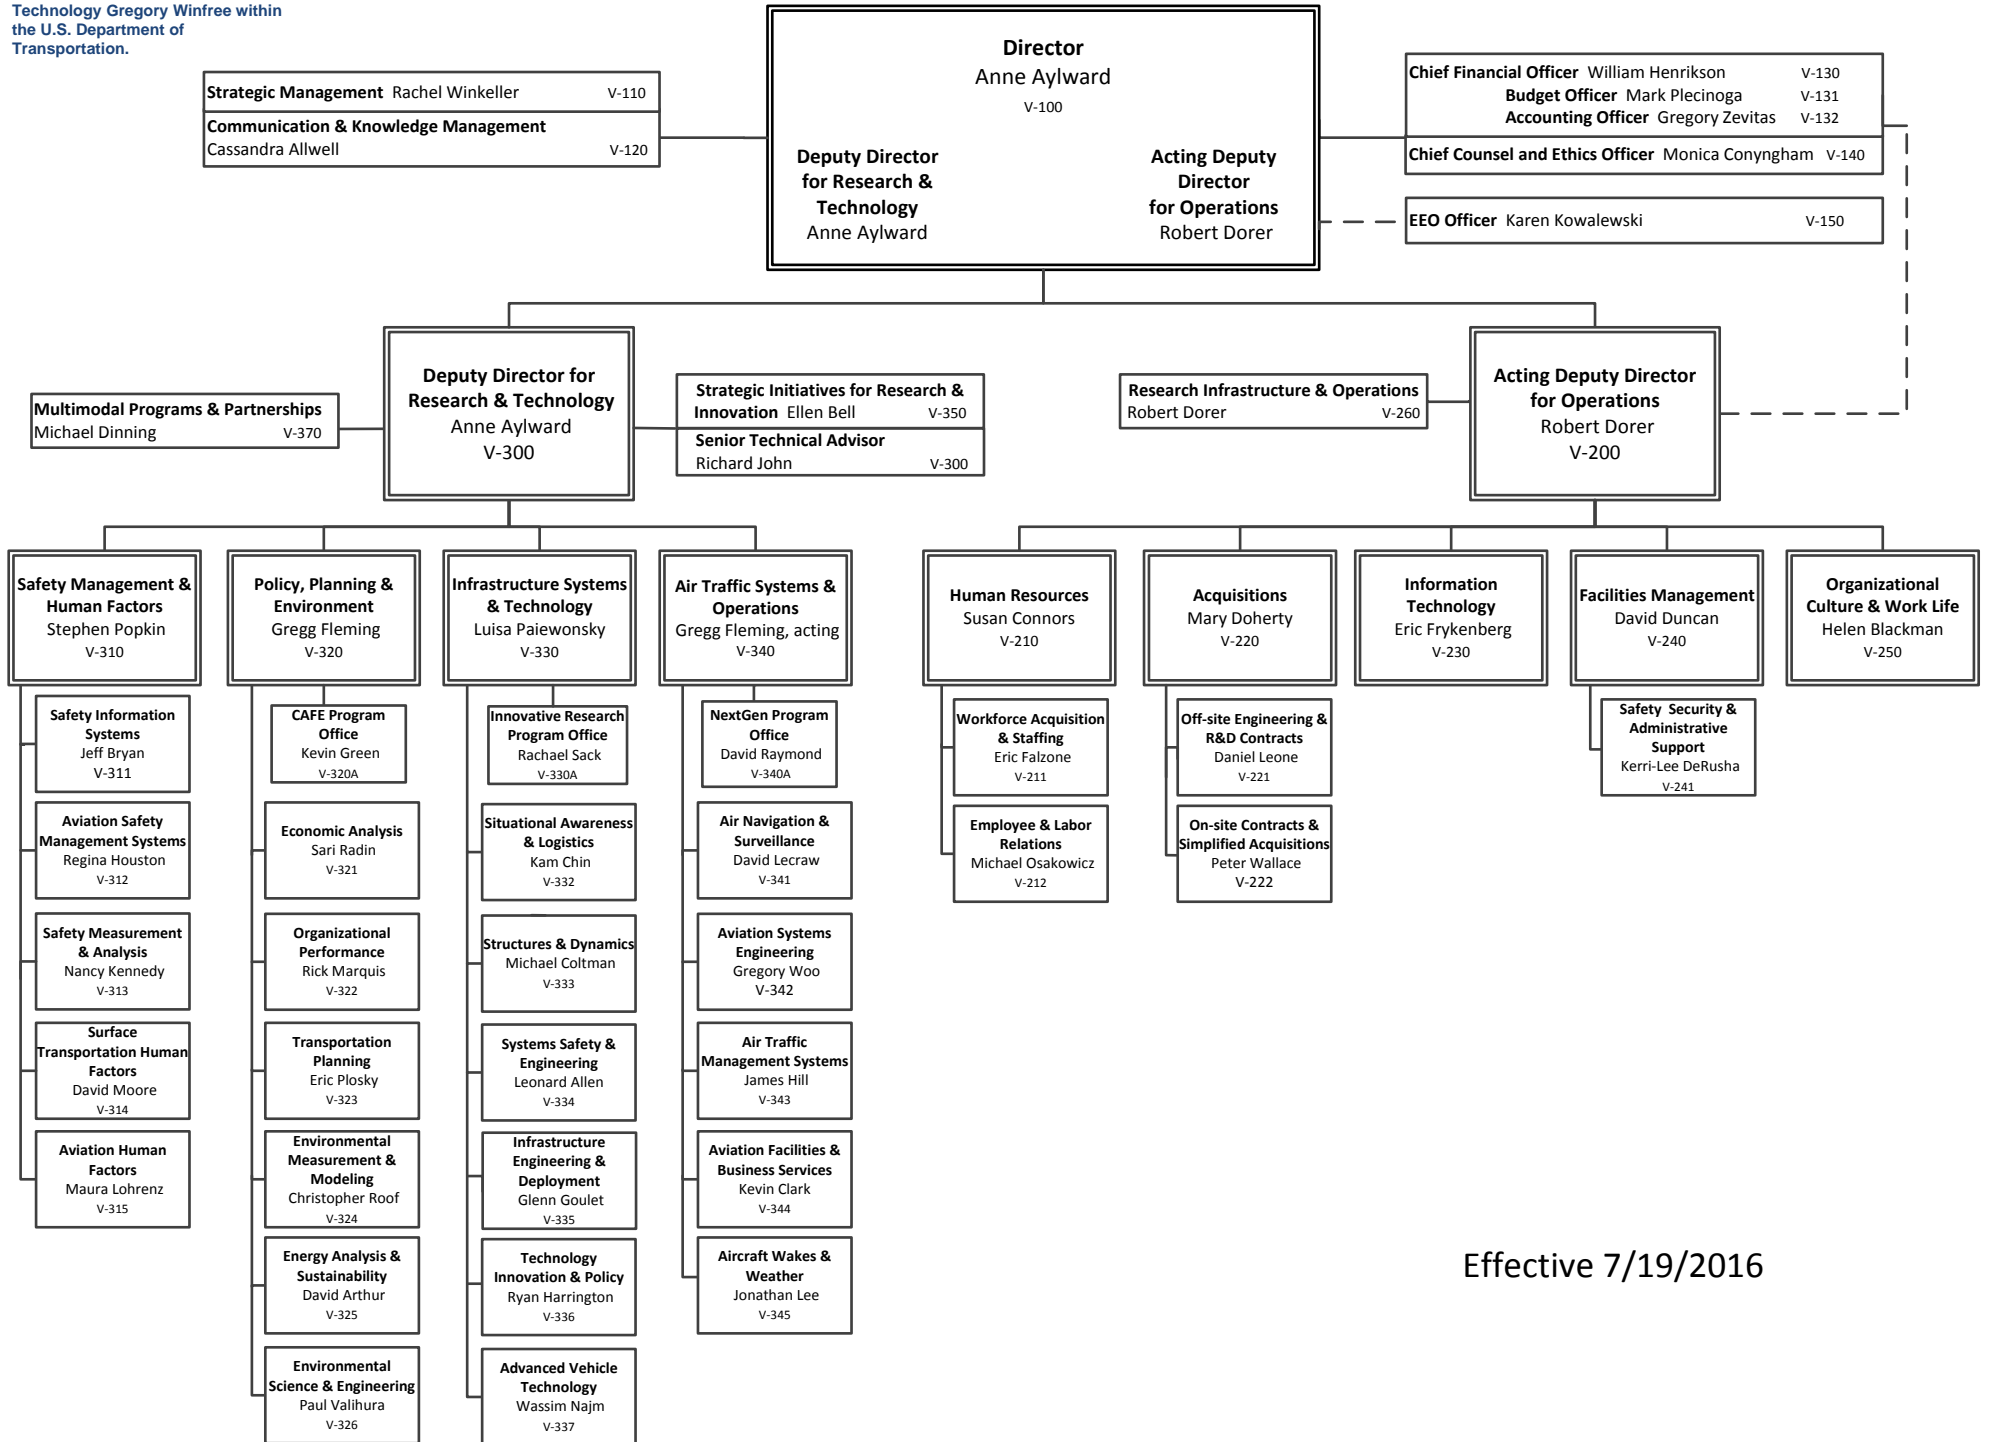 Technology Gregory Winfree within
the U.S. Department of
Transportation.
Director
Anne Aylward
V-100
Deputy Director
for Research &
Technology
Anne Aylward
Acting Deputy
Director
for Operations
Robert Dorer
Strategic Management Rachel Winkeller V-110
Communication & Knowledge Management
Cassandra Allwell V-120
Chief Financial Officer William Henrikson V-130
Budget Officer Mark Plecinoga V-131
Accounting Officer Gregory Zevitas V-132
Chief Counsel and Ethics Officer Monica Conyngham V-140
EEO Officer Karen Kowalewski V-150
Multimodal Programs & Partnerships
Michael Dinning V-370
Deputy Director for
Research & Technology
Anne Aylward
V-300
Strategic Initiatives for Research &
Innovation Ellen Bell V-350
Senior Technical Advisor
Richard John V-300
Research Infrastructure & Operations
Robert Dorer V-260
Acting Deputy Director
for Operations
Robert Dorer
V-200
Safety Management &
Human Factors
Stephen Popkin
V-310
Safety Information
Systems
Jeff Bryan
V-311
Aviation Safety
Management Systems
Regina Houston
V-312
Safety Measurement
& Analysis
Nancy Kennedy
V-313
Surface
Transportation Human
Factors
David Moore
V-314
Aviation Human
Factors
Maura Lohrenz
V-315
Policy, Planning &
Environment
Gregg Fleming
V-320
CAFE Program
Office
Kevin Green
V-320A
Economic Analysis
Sari Radin
V-321
Organizational
Performance
Rick Marquis
V-322
Transportation
Planning
Eric Plosky
V-323
Environmental
Measurement &
Modeling
Christopher Roof
V-324
Energy Analysis &
Sustainability
David Arthur
V-325
Environmental
Science & Engineering
Paul Valihura
V-326
Infrastructure Systems
& Technology
Luisa Paiewonsky
V-330
Innovative Research
Program Office
Rachael Sack
V-330A
Situational Awareness
& Logistics
Kam Chin
V-332
Structures & Dynamics
Michael Coltman
V-333
Systems Safety &
Engineering
Leonard Allen
V-334
Infrastructure
Engineering &
Deployment
Glenn Goulet
V-335
Technology
Innovation & Policy
Ryan Harrington
V-336
Advanced Vehicle
Technology
Wassim Najm
V-337
Air Traffic Systems &
Operations
Gregg Fleming, acting
V-340
NextGen Program
Office
David Raymond
V-340A
Air Navigation &
Surveillance
David Lecraw
V-341
Aviation Systems
Engineering
Gregory Woo
V-342
Air Traffic
Management Systems
James Hill
V-343
Aviation Facilities &
Business Services
Kevin Clark
V-344
Aircraft Wakes &
Weather
Jonathan Lee
V-345
Human Resources
Susan Connors
V-210
Workforce Acquisition
& Staffing
Eric Falzone
V-211
Employee & Labor
Relations
Michael Osakowicz
V-212
Acquisitions
Mary Doherty
V-220
Off-site Engineering &
R&D Contracts
Daniel Leone
V-221
On-site Contracts &
Simplified Acquisitions
Peter Wallace
V-222
Information
Technology
Eric Frykenberg
V-230
Facilities Management
David Duncan
V-240
Safety Security &
Administrative
Support
Kerri-Lee DeRusha
V-241
Organizational
Culture & Work Life
Helen Blackman
V-250
Effective 7/19/2016